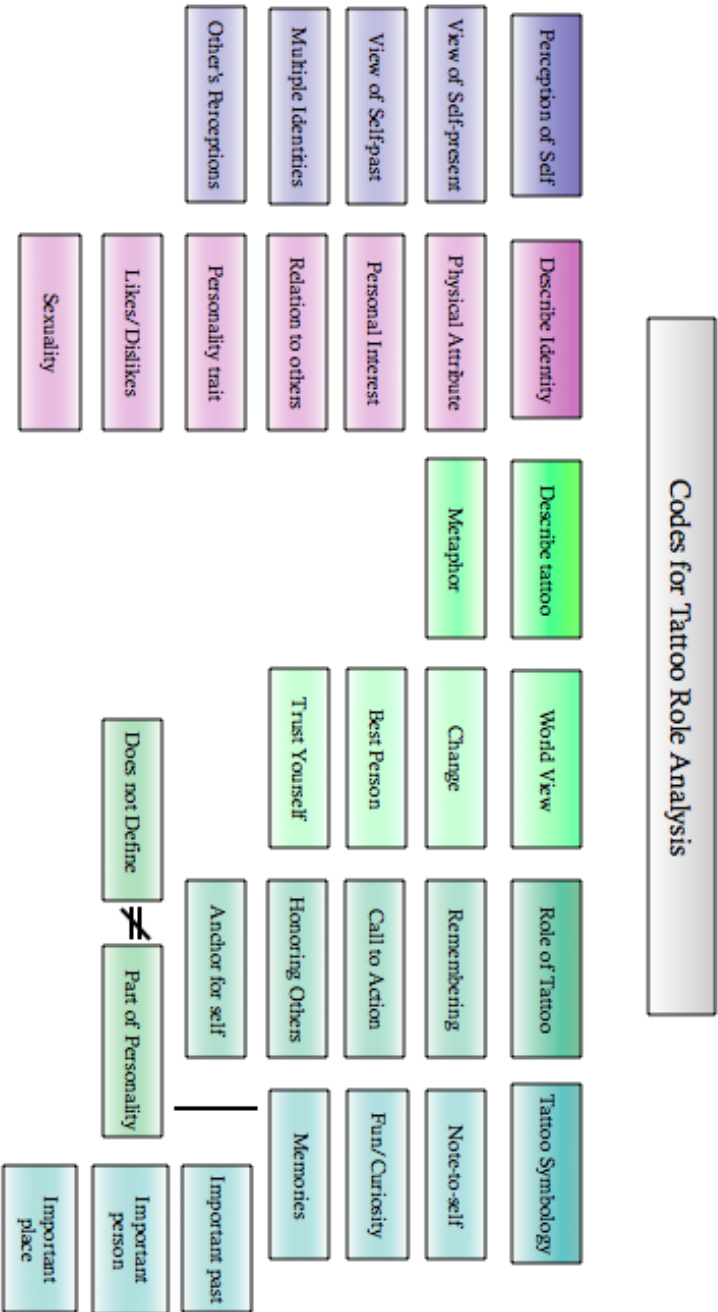 Codes for Tattoo Role Analysis
Perception of Self
View of Self-present
View of Self-past
Multiple Identities
Other's Perceptions
Describe Identity
Physical Attribute
Personal Interest
Relation to others
Personality trait
Likes/Dislikes
Sexuality
Describe tattoo
Metaphor
World View
Change
Best Person
Trust Yourself
Role of Tattoo
Remembering
Call to Action
Honoring Others
Anchor for self
Does not Define
≠
Part of Personality
Tattoo Symbology
Note-to-self
Fun/Curiosity
Memories
Important past
Important
person
Important
place